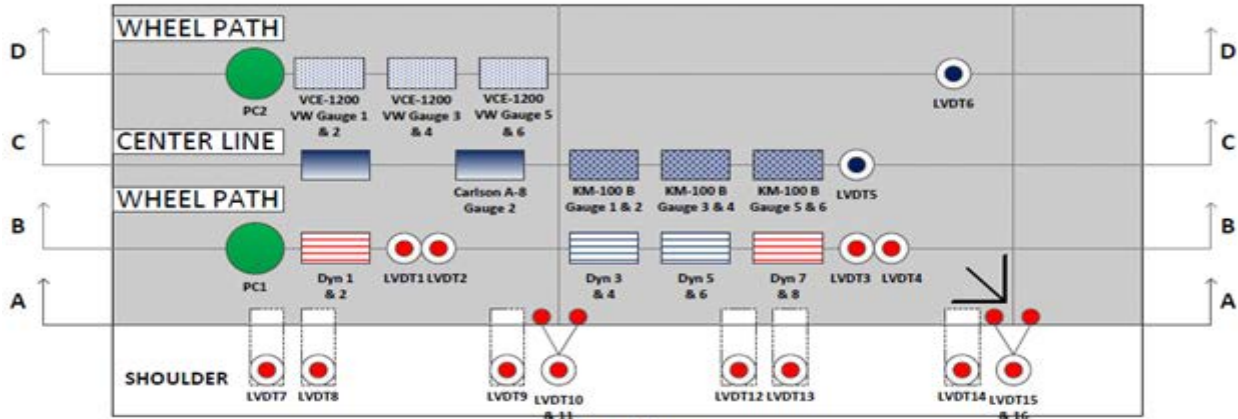 WHEEL PATH
D
D
PC2
VCE-1200
VW Gauge 1
& 2
VCE-1200
VW Gauge 3
& 4
VCE-1200
VW Gauge 5
& 6
LVDT6
C
C
CENTER LINE
Carlson A-8
Gauge 2
KM-100 B
Gauge 1 & 2
KM-100 B
Gauge 3 & 4
KM-100 B
Gauge 5 & 6
LVDT5
WHEEL PATH
B
B
PC1
Dyn 1
& 2
LVDT1
LVDT2
Dyn 3
& 4
Dyn 5
& 6
Dyn 7
& 8
LVDT3
LVDT4
A
A
SHOULDER
LVDT7
LVDT8
LVDT9
LVDT10
& 11
LVDT12
LVDT13
LVDT14
LVDT15
& 16